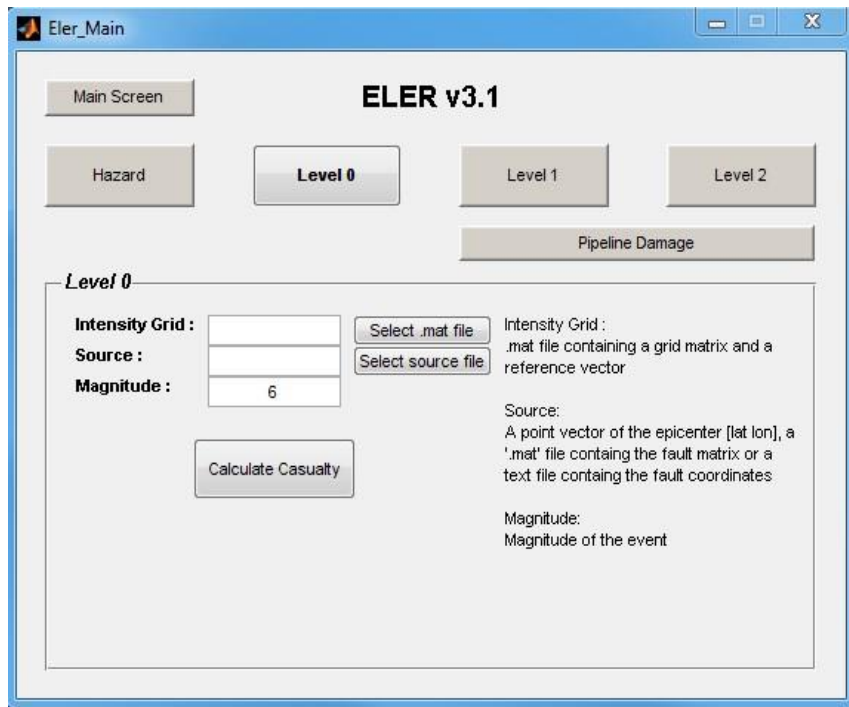 Eler_Main
Main Screen
ELER v3.1
Hazard
Level 0
Level 1
Level 2
Pipeline Damage
Level 0
Intensity Grid :
Select .mat file
Source :
Select source file
Magnitude :
6
Calculate Casualty
Intensity Grid :
.mat file containing a grid matrix and a
reference vector
Source:
A point vector of the epicenter [lat lon], a
'.mat' file containg the fault matrix or a
text file containg the fault coordinates
Magnitude:
Magnitude of the event